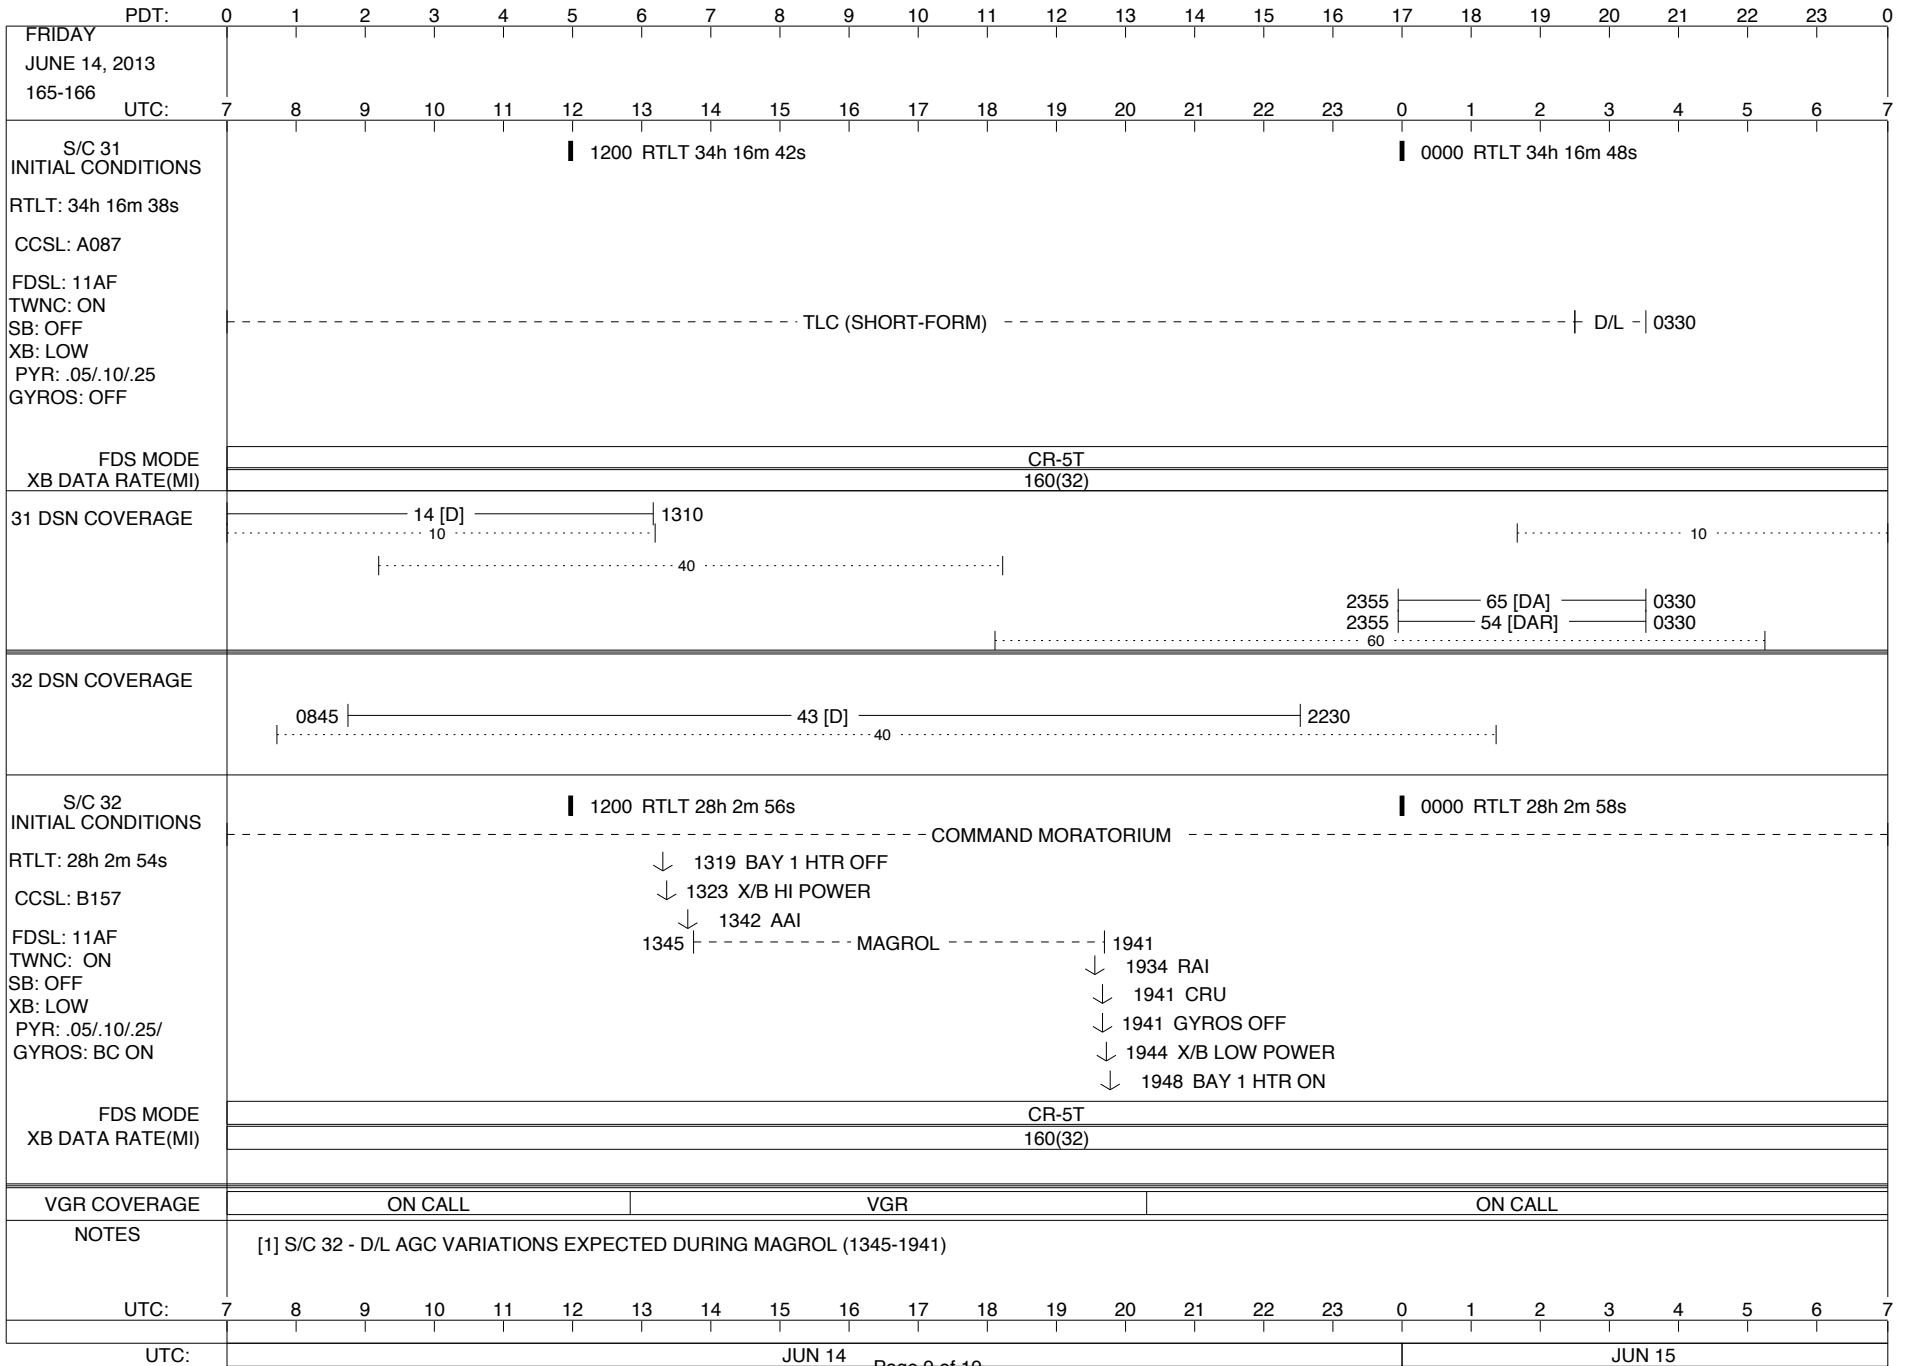 PDT: 0 1 2 3 4 5 6 7 8 9 10 11 12 13 14 15 16 17 18 19 20 21 22 23 0
FRIDAY
JUNE 14, 2013
165-166
UTC: 7 8 9 10 11 12 13 14 15 16 17 18 19 20 21 22 23 0 1 2 3 4 5 6 7
S/C 31
INITIAL CONDITIONS
1200 RTLT 34h 16m 42s
0000 RTLT 34h 16m 48s
RTLT: 34h 16m 38s
CCSL: A087
FDSL: 11AF
TWNC: ON
SB: OFF
TLC (SHORT-FORM) D/L 0330
XB: LOW
PYR: .05/.10/.25
GYROS: OFF
FDS MODE CR-5T
XB DATA RATE(MI) 160(32)
31 DSN COVERAGE
14 [D] 1310
10 10
40
2355 65 [DA] 0330
2355 54 [DAR] 0330
60
32 DSN COVERAGE
0845 43 [D] 2230
40
S/C 32
INITIAL CONDITIONS
1200 RTLT 28h 2m 56s
0000 RTLT 28h 2m 58s
COMMAND MORATORIUM
RTLT: 28h 2m 54s
1319 BAY 1 HTR OFF
CCSL: B157
1323 X/B HI POWER
1342 AAI
FDSL: 11AF
1345 MAGROL 1941
TWNC: ON
1934 RAI
SB: OFF
1941 CRU
XB: LOW
PYR: .05/.10/.25/
1941 GYROS OFF
GYROS: BC ON
1944 X/B LOW POWER
1948 BAY 1 HTR ON
FDS MODE CR-5T
XB DATA RATE(MI) 160(32)
VGR COVERAGE ON CALL VGR ON CALL
NOTES
[1] S/C 32 - D/L AGC VARIATIONS EXPECTED DURING MAGROL (1345-1941)
UTC: 7 8 9 10 11 12 13 14 15 16 17 18 19 20 21 22 23 0 1 2 3 4 5 6 7
UTC: JUN 14 JUN 15
Page 9 of 19